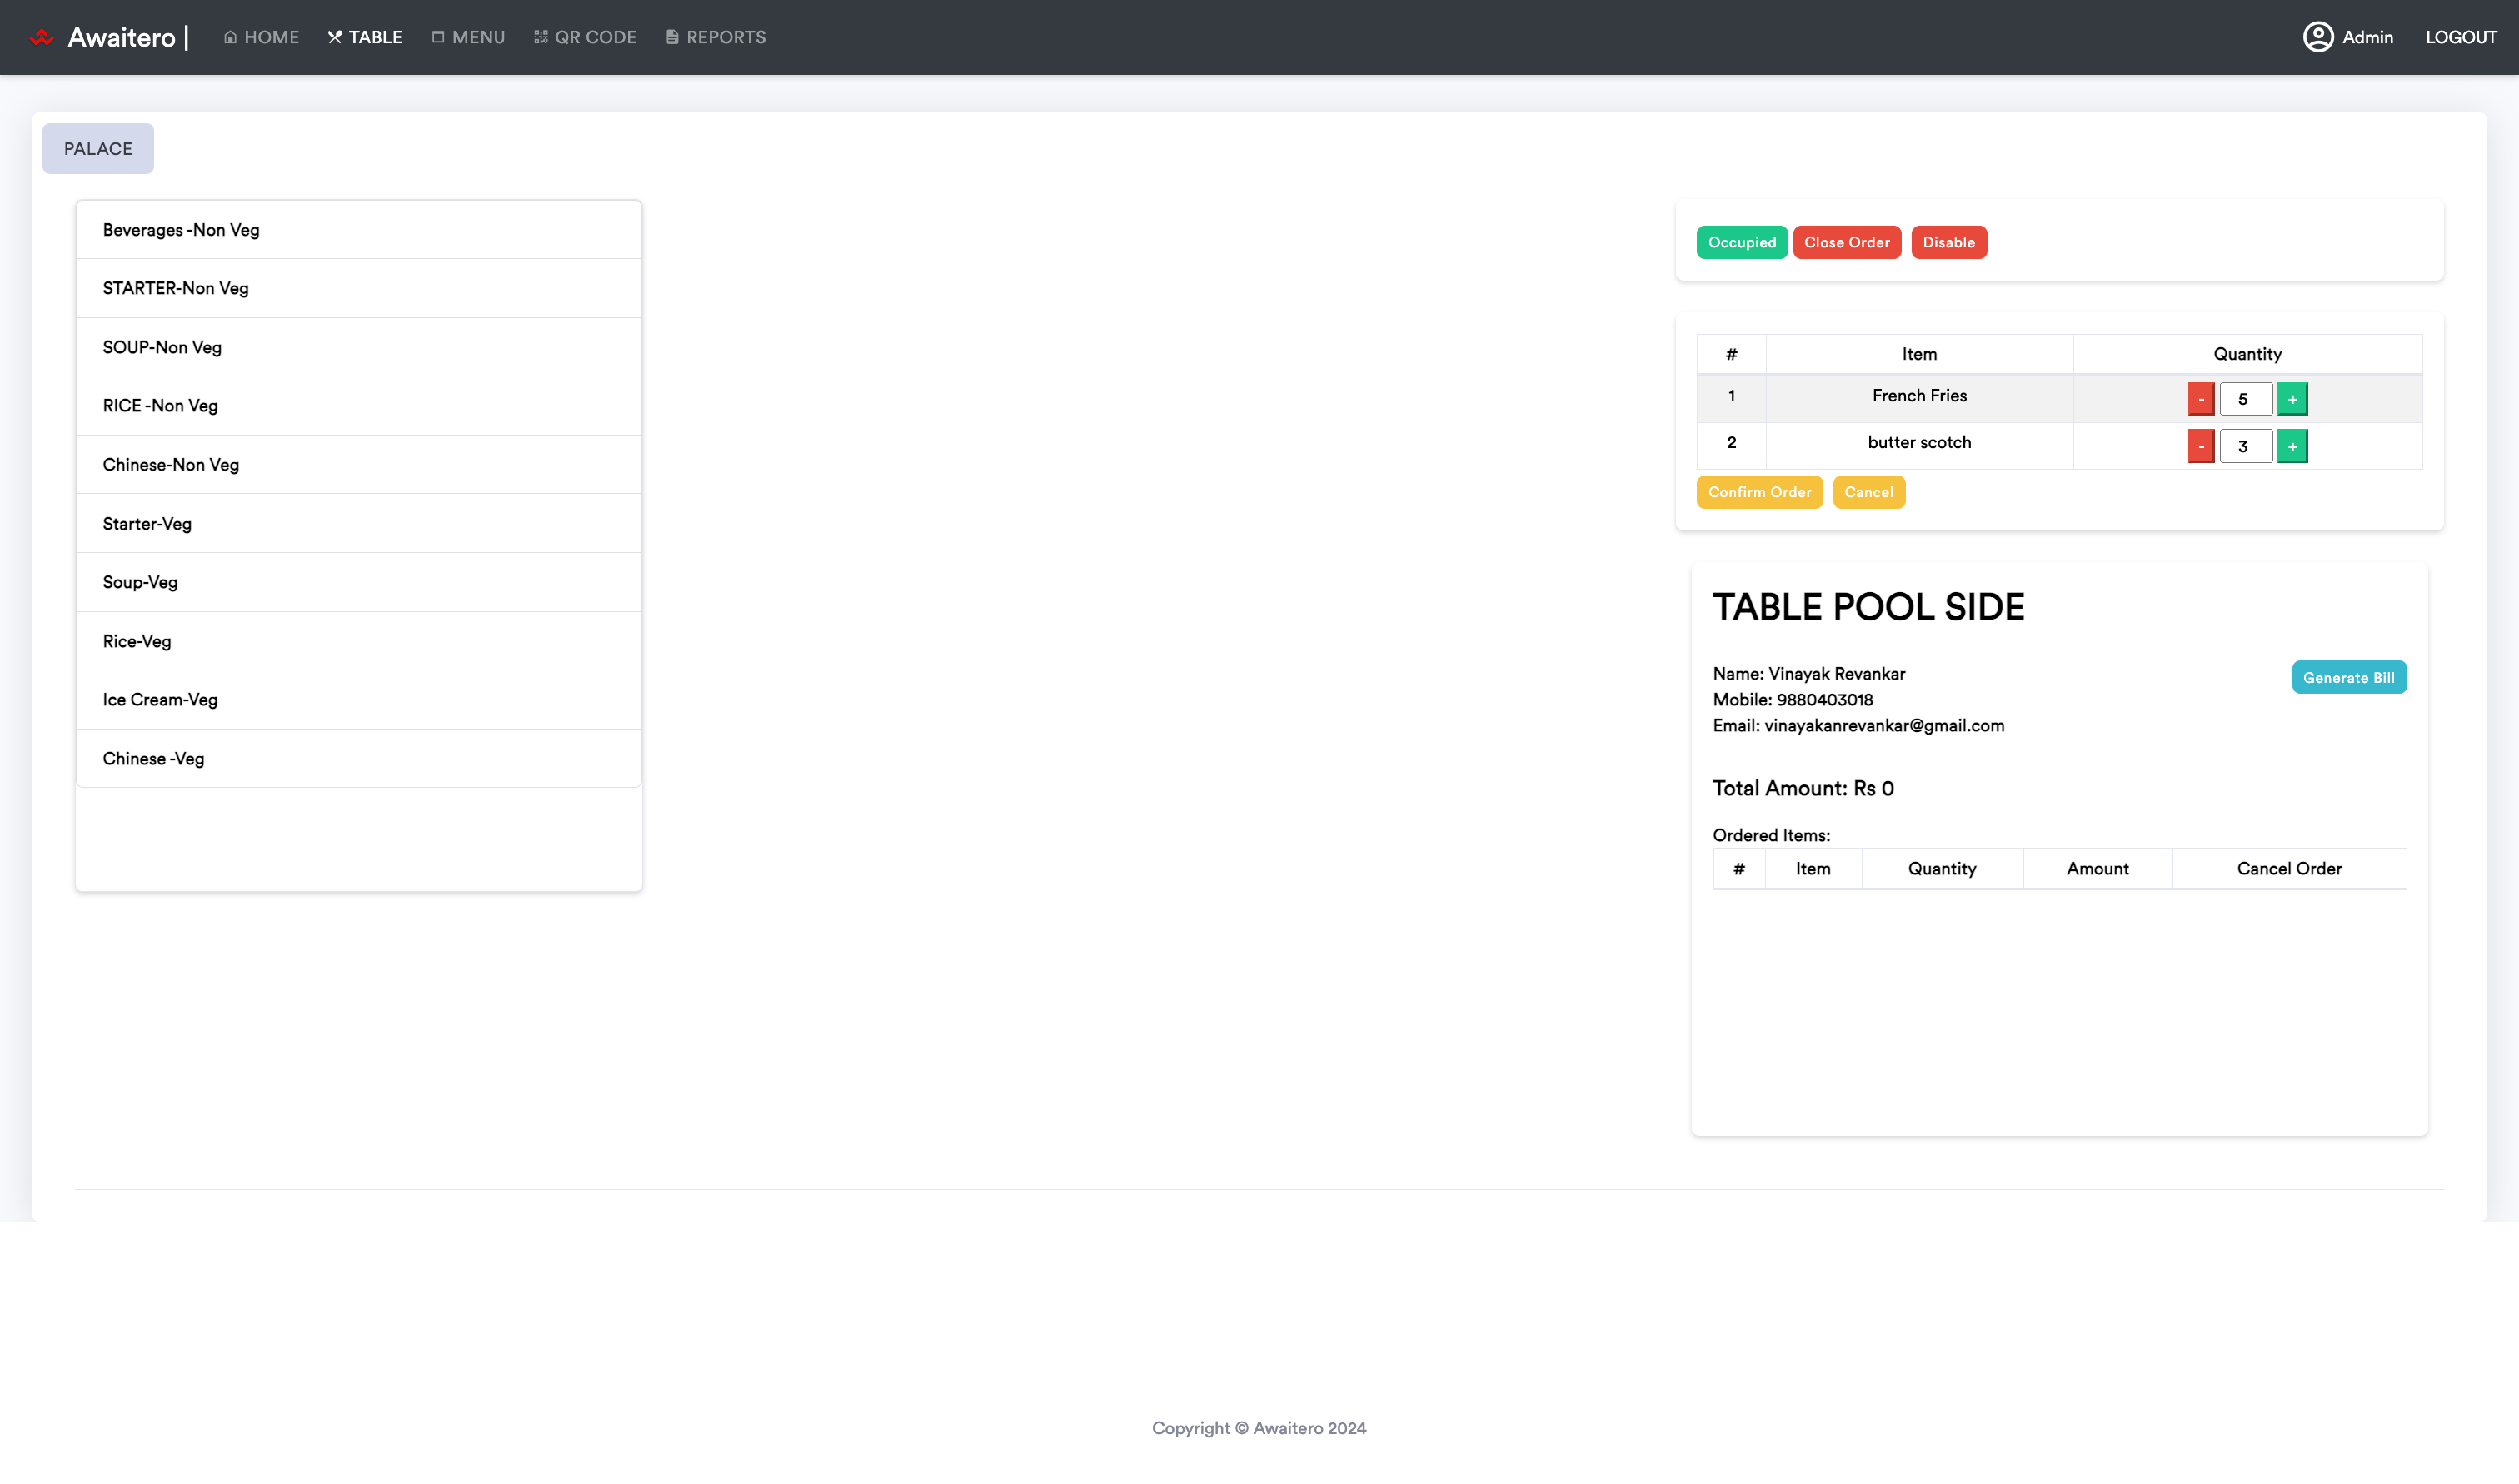 Awaitero |
HOME
TABLE
MENU
QR CODE
REPORTS
Admin
LOGOUT
PALACE
Beverages -Non Veg
STARTER-Non Veg
SOUP-Non Veg
RICE -Non Veg
Chinese-Non Veg
Starter-Veg
Soup-Veg
Rice-Veg
Ice Cream-Veg
Chinese -Veg
Occupied Close Order Disable
# Item Quantity
1 French Fries - 5 +
2 butter scotch - 3 +
Confirm Order Cancel
TABLE POOL SIDE
Name: Vinayak Revankar
Generate Bill
Mobile: 9880403018
Email: vinayakanrevankar@gmail.com
Total Amount: Rs 0
Ordered Items:
# Item Quantity Amount Cancel Order
Copyright © Awaitero 2024